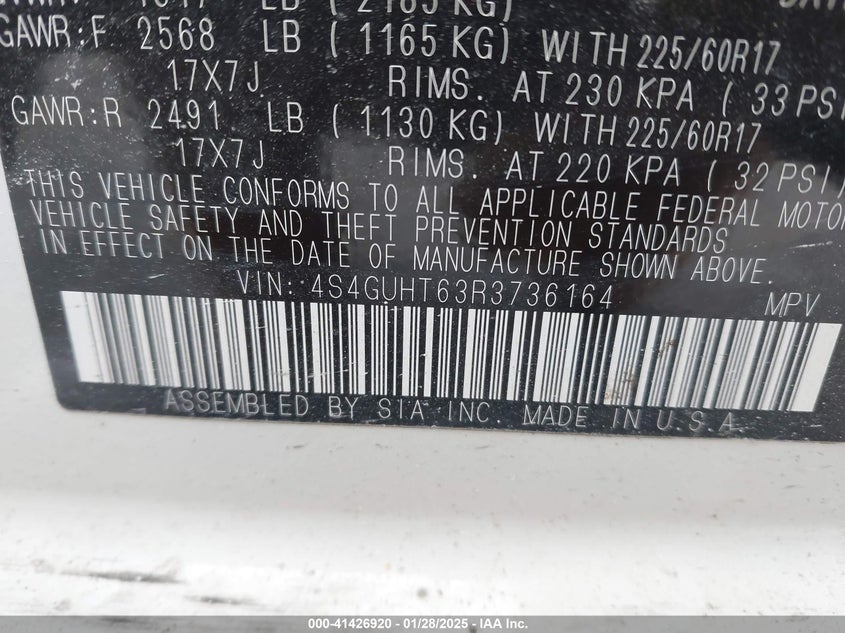 GAWR:F 2568 LB ( 1165 KG) WITH 225/60R17
17X7J RIMS. AT 230 KPA ( 33 PSI
GAWR:R 2491 LB ( 1130 KG) WITH 225/60R17
17X7J RIMS. AT 220 KPA ( 32 PSI)
THIS VEHICLE CONFORMS TO ALL APPLICABLE FEDERAL MOTOR
VEHICLE SAFETY AND THEFT PREVENTION STANDARDS
IN EFFECT ON THE DATE OF MANUFACTURE SHOWN ABOVE.
VIN: 4S4GUHT63R3736164 MPV
ASSEMBLED BY SIA INC. MADE IN U.S.A
000-41426920 - 01/28/2025 - IAA Inc.